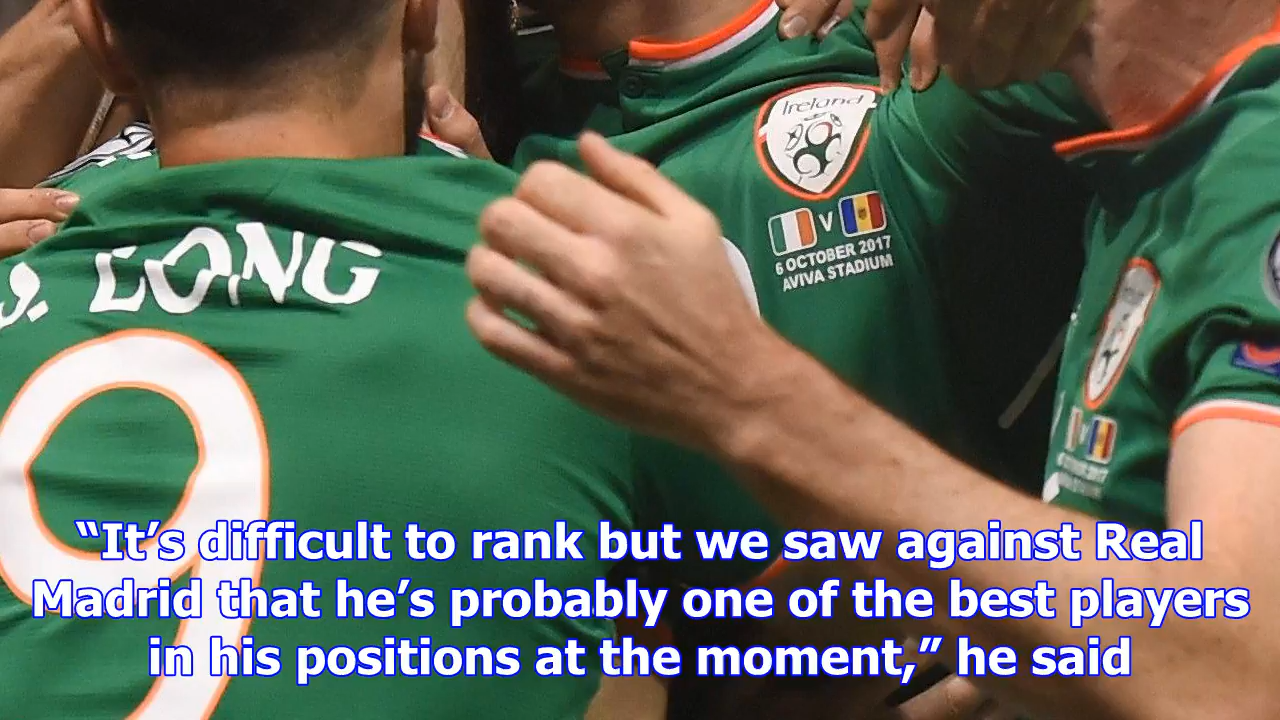 Ireland
V
6 OCTOBER 2017
AVIVA STADIUM
LONG
9
“It’s difficult to rank but we saw against Real
Madrid that he’s probably one of the best players
in his positions at the moment,” he said